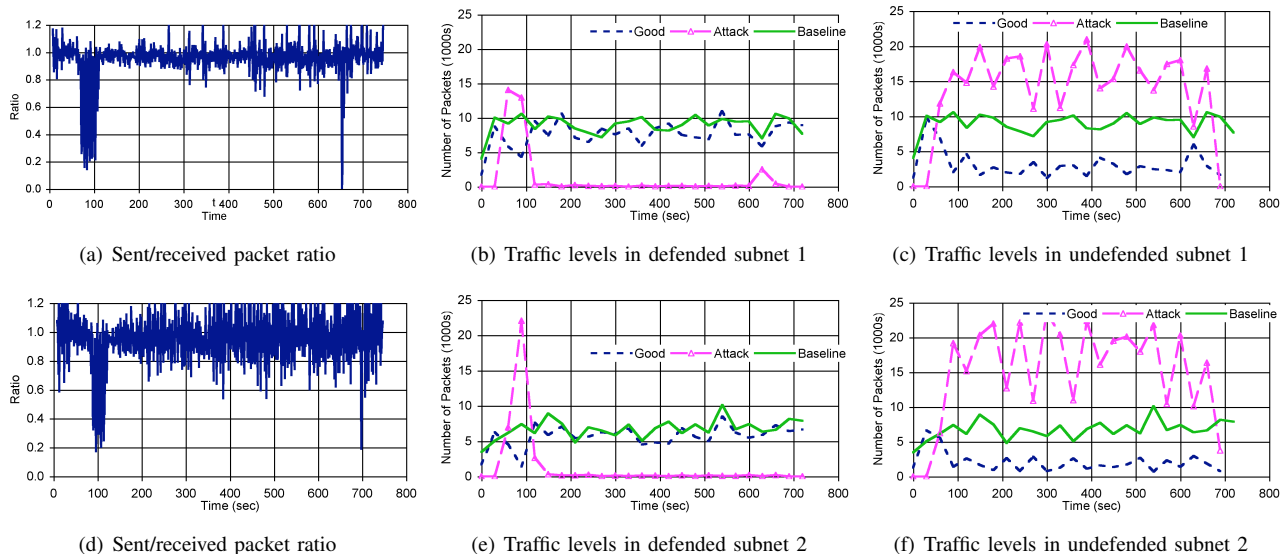 1.2
1.0
0.8
0.6
0.4
0.2
0.0
Ratio
0 100 200 300 400 500 600 700 800
Time
(a) Sent/received packet ratio
25
20
15
10
5
0
Number of Packets (1000s)
Good Attack Baseline
0 100 200 300 400 500 600 700 800
Time (sec)
(b) Traffic levels in defended subnet 1
25
20
15
10
5
0
Number of Packets (1000s)
Good Attack Baseline
0 100 200 300 400 500 600 700 800
Time (sec)
(c) Traffic levels in undefended subnet 1
1.2
1.0
0.8
0.6
0.4
0.2
0.0
Ratio
0 100 200 300 400 500 600 700 800
Time (sec)
(d) Sent/received packet ratio
25
20
15
10
5
0
Number of Packets (1000s)
Good Attack Baseline
0 100 200 300 400 500 600 700 800
Time (sec)
(e) Traffic levels in defended subnet 2
25
20
15
10
5
0
Number of Packets (1000s)
Good Attack Baseline
0 100 200 300 400 500 600 700 800
Time (sec)
(f) Traffic levels in undefended subnet 2